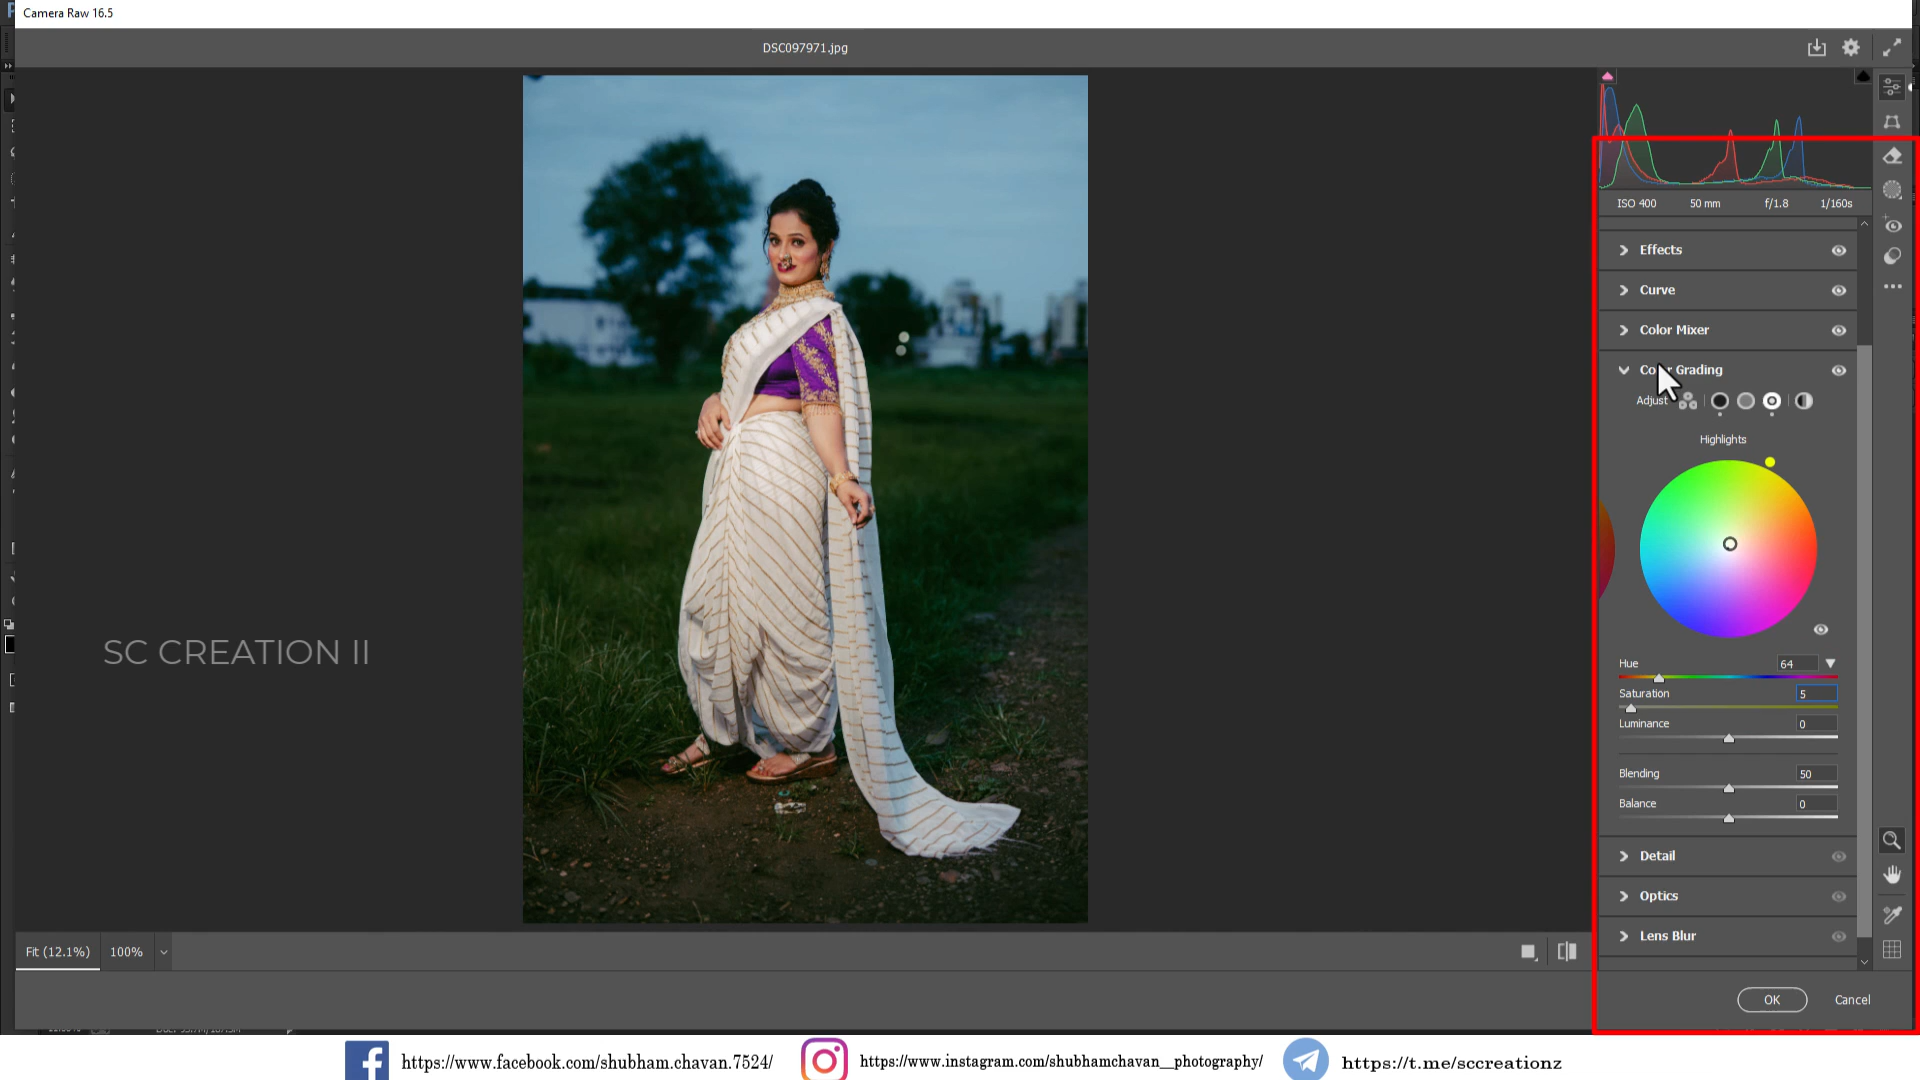 Camera Raw 16.5
DSC097971.jpg
ISO 400 50 mm f/1.8 1/160s
Effects
Curve
Color Mixer
Color Grading
Adjust
Highlights
Hue 64
Saturation 5
Luminance 0
Blending 50
Balance 0
Detail
Optics
Lens Blur
SC CREATION II
Fit (12.1%) 100%
OK Cancel
https://www.facebook.com/shubham.chavan.7524/ https://www.instagram.com/shubhamchavan__photography/ https://t.me/sccreationz